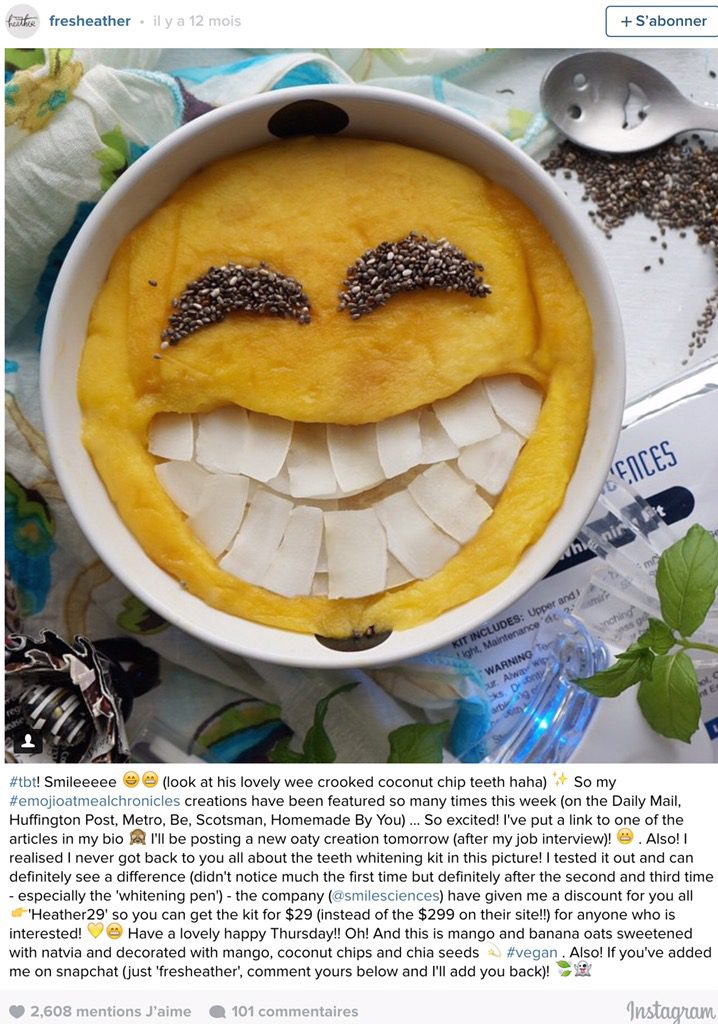 heather
fresheather • il y a 12 mois
+ S'abonner
ENCES
KIT INCLUDES: Upper and
Light, Maintenance
WARNING
#tbt! Smileeeee 😄😁 (look at his lovely wee crooked coconut chip teeth haha) ✨ So my
#emojioatmealchronicles creations have been featured so many times this week (on the Daily Mail,
Huffington Post, Metro, Be, Scotsman, Homemade By You) ... So excited! I've put a link to one of the
articles in my bio 🙈 I'll be posting a new oaty creation tomorrow (after my job interview)! 😬 . Also! I
realised I never got back to you all about the teeth whitening kit in this picture! I tested it out and can
definitely see a difference (didn't notice much the first time but definitely after the second and third time
- especially the 'whitening pen') - the company (@smilesciences) have given me a discount for you all
👉'Heather29' so you can get the kit for $29 (instead of the $299 on their site!!) for anyone who is
interested! 💛😁 Have a lovely happy Thursday!! Oh! And this is mango and banana oats sweetened
with natvia and decorated with mango, coconut chips and chia seeds 💫 #vegan . Also! If you've added
me on snapchat (just 'fresheather', comment yours below and I'll add you back)! 🍃👻
2,608 mentions J'aime 101 commentaires
Instagram